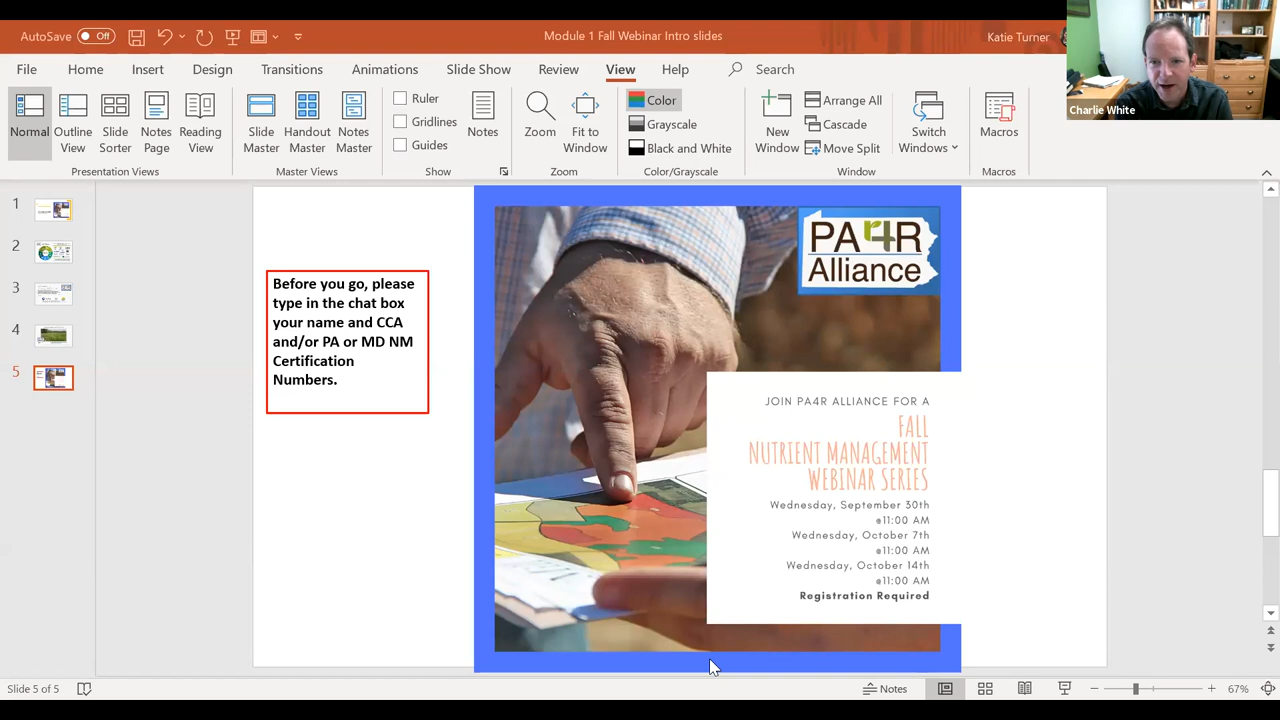 AutoSave Off
Module 1 Fall Webinar Intro slides
Katie Turner
Charlie White
File Home Insert Design Transitions Animations Slide Show Review View Help Search
Normal
Outline View
Slide Sorter
Notes Page
Reading View
Presentation Views
Slide Master
Handout Master
Notes Master
Master Views
Ruler
Gridlines
Guides
Show
Notes
Zoom
Fit to Window
Zoom
Color
Grayscale
Black and White
Color/Grayscale
New Window
Arrange All
Cascade
Move Split
Switch Windows
Window
Macros
Macros
1
2
3
4
5
Before you go, please
type in the chat box
your name and CCA
and/or PA or MD NM
Certification
Numbers.
PA4R
Alliance
JOIN PA4R ALLIANCE FOR A
FALL
NUTRIENT MANAGEMENT
WEBINAR SERIES
Wednesday, September 30th
@11:00 AM
Wednesday, October 7th
@11:00 AM
Wednesday, October 14th
@11:00 AM
Registration Required
Slide 5 of 5
Notes
67%